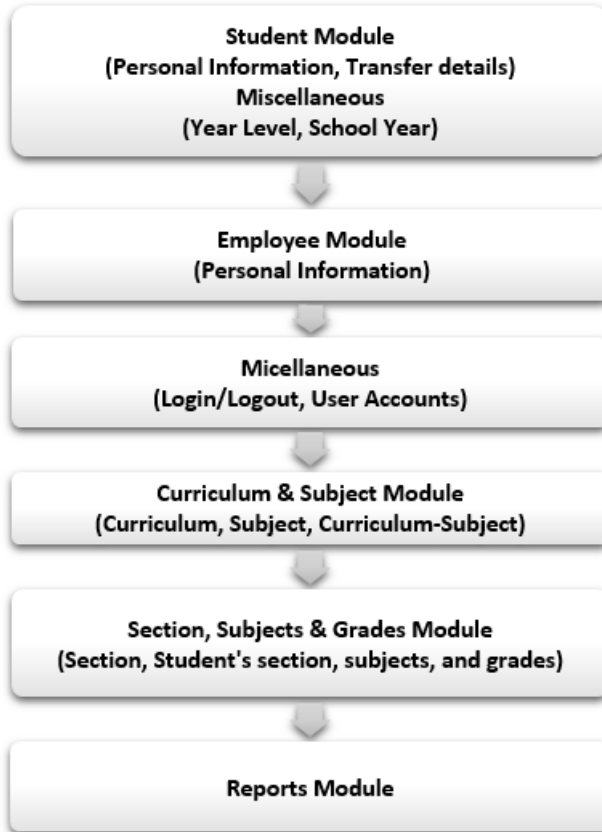 Student Module
(Personal Information, Transfer details)
Miscellaneous
(Year Level, School Year)
Employee Module
(Personal Information)
Micellaneous
(Login/Logout, User Accounts)
Curriculum & Subject Module
(Curriculum, Subject, Curriculum-Subject)
Section, Subjects & Grades Module
(Section, Student's section, subjects, and grades)
Reports Module